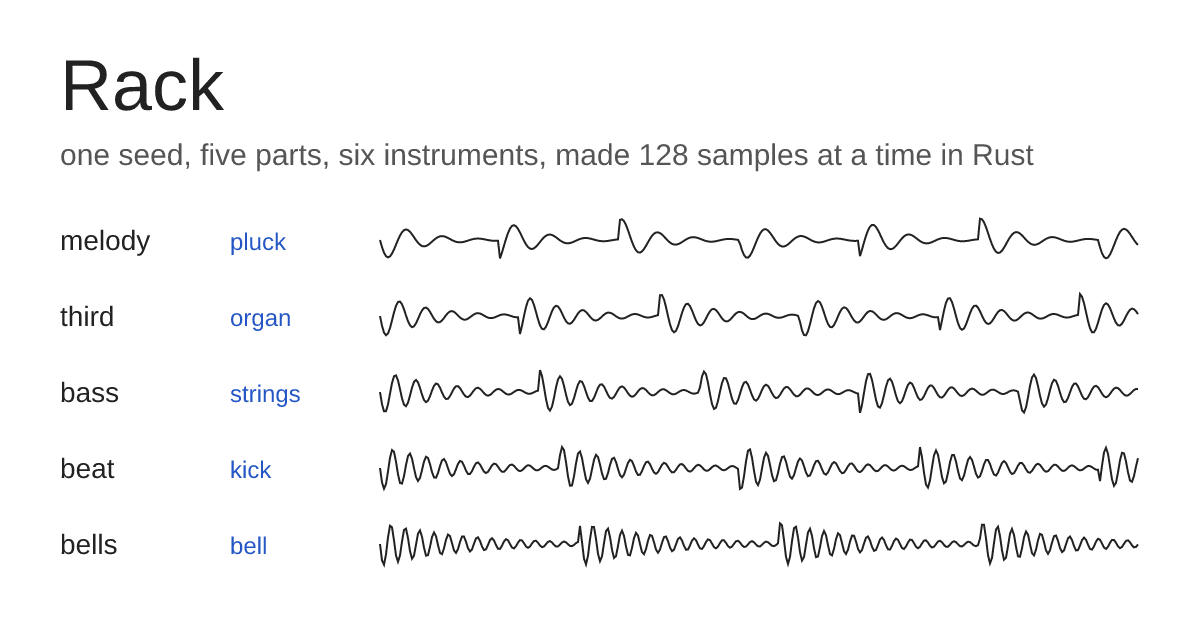 Rack
one seed, five parts, six instruments, made 128 samples at a time in Rust
melody pluck
third organ
bass strings
beat kick
bells bell